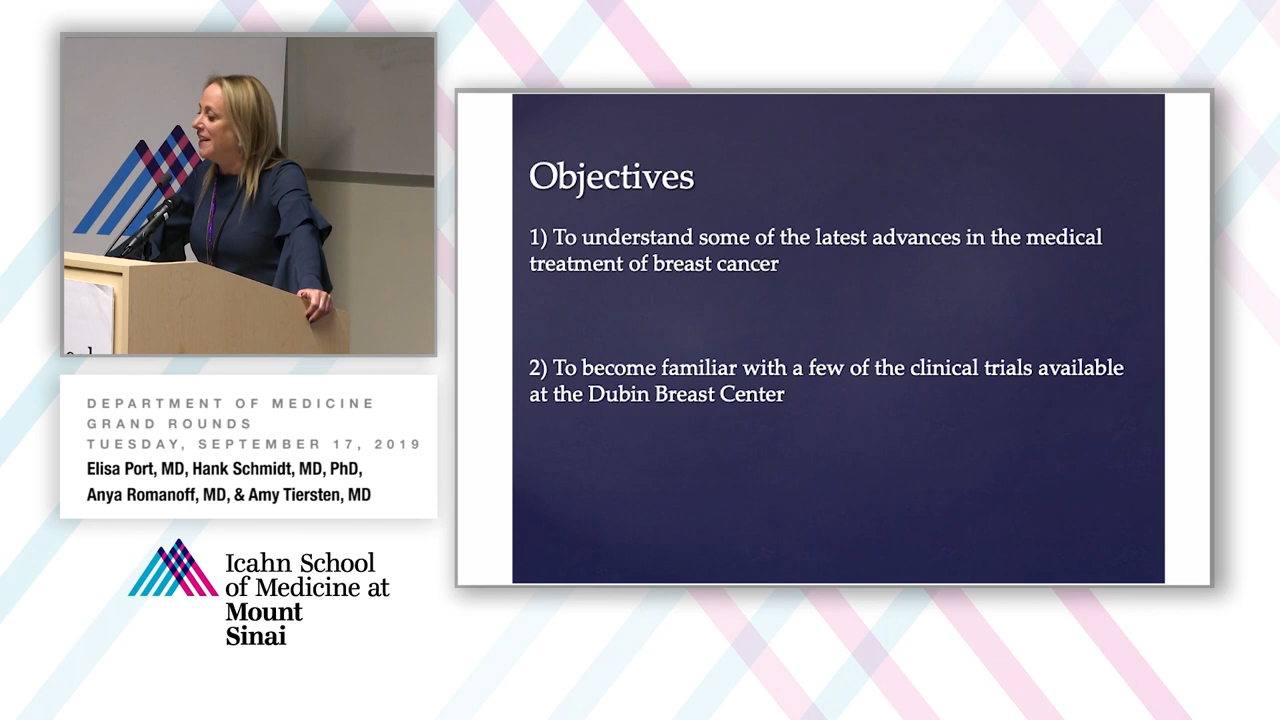 DEPARTMENT OF MEDICINE
GRAND ROUNDS
TUESDAY, SEPTEMBER 17, 2019
Elisa Port, MD, Hank Schmidt, MD, PhD,
Anya Romanoff, MD, & Amy Tiersten, MD
Icahn School
of Medicine at
Mount
Sinai
Objectives
1) To understand some of the latest advances in the medical
treatment of breast cancer
2) To become familiar with a few of the clinical trials available
at the Dubin Breast Center